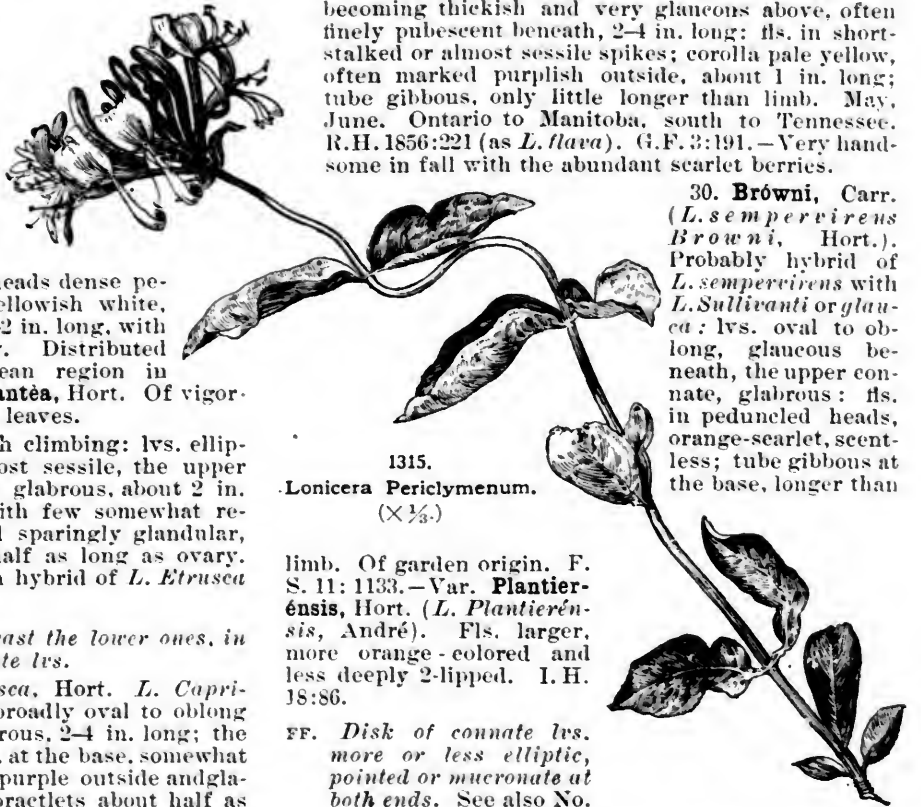 becoming thickish and very glaucous above, often
finely pubescent beneath, 2–4 in. long: fls. in short-
stalked or almost sessile spikes; corolla pale yellow,
often marked purplish outside, about 1 in. long;
tube gibbous, only little longer than limb. May,
June. Ontario to Manitoba, south to Tennessee.
R.H. 1856:221 (as L. flava). G.F. 3:191.–Very hand-
some in fall with the abundant scarlet berries.
eads dense pe-
ellowish white,
2 in. long, with
Distributed
ean region in
antèa, Hort. Of vigor-
leaves.
h climbing: lvs. ellip-
ost sessile, the upper
glabrous, about 2 in.
ith few somewhat re-
l sparingly glandular,
alf as long as ovary.
hybrid of L. Etrusca
east the lower ones, in
te lvs.
sca, Hort. L. Capri-
broadly oval to oblong
rous, 2–4 in. long; the
at the base, somewhat
purple outside andgla-
bractlets about half as
1315.
Lonicera Periclymenum.
(X ⅓.)
limb. Of garden origin. F.
S. 11: 1133.–Var. Plantier-
énsis, Hort. (L. Plantierén-
sis, André). Fls. larger,
more orange-colored and
less deeply 2-lipped. I. H.
18:86.
FF. Disk of connate lvs.
more or less elliptic,
pointed or mucronate at
both ends. See also No.
30. Brówni, Carr.
(L. sempervirens
Browni, Hort.).
Probably hybrid of
L. sempervirens with
L. Sullivanti or glau-
ca: lvs. oval to ob-
long, glaucous be-
neath, the upper con-
nate, glabrous: fls.
in peduncled heads,
orange-scarlet, scent-
less; tube gibbous at
the base, longer than